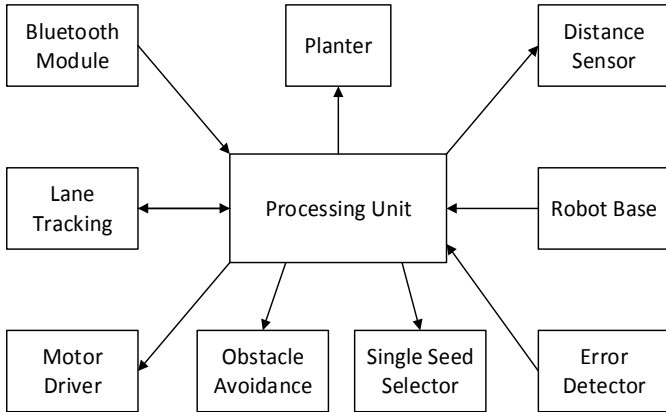 Bluetooth
Module
Planter
Distance
Sensor
Lane
Tracking
Processing Unit
Robot Base
Motor
Driver
Obstacle
Avoidance
Single Seed
Selector
Error
Detector